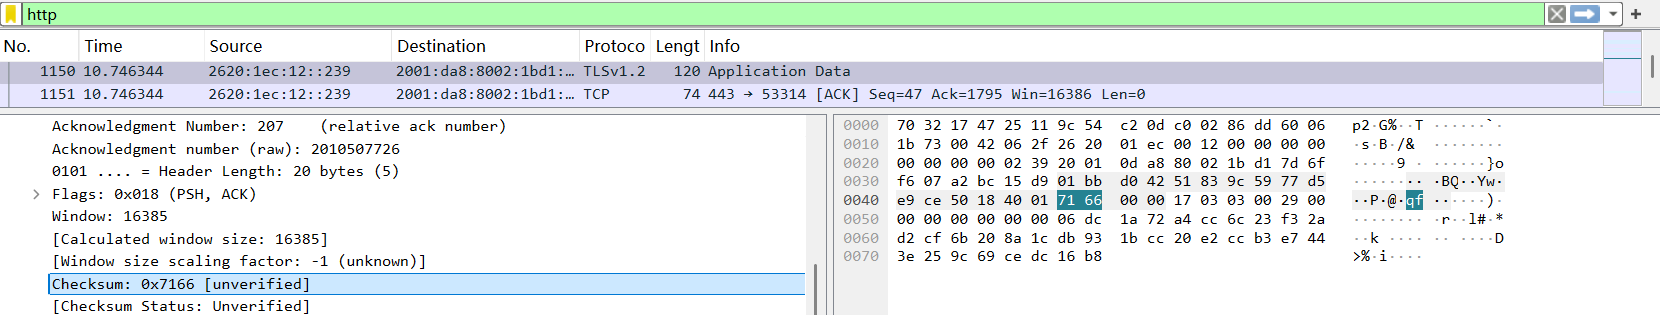 http
No. Time Source Destination Protoco Lengt Info
1150 10.746344 2620:1ec:12::239 2001:da8:8002:1bd1:… TLSv1.2 120 Application Data
1151 10.746344 2620:1ec:12::239 2001:da8:8002:1bd1:… TCP 74 443 → 53314 [ACK] Seq=47 Ack=1795 Win=16386 Len=0
Acknowledgment Number: 207 (relative ack number)
Acknowledgment number (raw): 2010507726
0101 .... = Header Length: 20 bytes (5)
Flags: 0x018 (PSH, ACK)
Window: 16385
[Calculated window size: 16385]
[Window size scaling factor: -1 (unknown)]
Checksum: 0x7166 [unverified]
[Checksum Status: Unverified]
0000 70 32 17 47 25 11 9c 54 c2 0d c0 02 86 dd 60 06 p2·G%··T ······`·
0010 1b 73 00 42 06 2f 26 20 01 ec 00 12 00 00 00 00 ·s·B·/& ········
0020 00 00 00 00 02 39 20 01 0d a8 80 02 1b d1 7d 6f ·····9 · ······}o
0030 f6 07 a2 bc 15 d9 01 bb d0 42 51 83 9c 59 77 d5 ········ ·BQ··Yw·
0040 e9 ce 50 18 40 01 71 66 00 00 17 03 03 00 29 00 ··P·@·qf ······)·
0050 00 00 00 00 00 00 06 dc 1a 72 a4 cc 6c 23 f3 2a ········ ·r··l#·*
0060 d2 cf 6b 20 8a 1c db 93 1b cc 20 e2 cc b3 e7 44 ··k ···· ·· ····D
0070 3e 25 9c 69 ce dc 16 b8 >%·i····